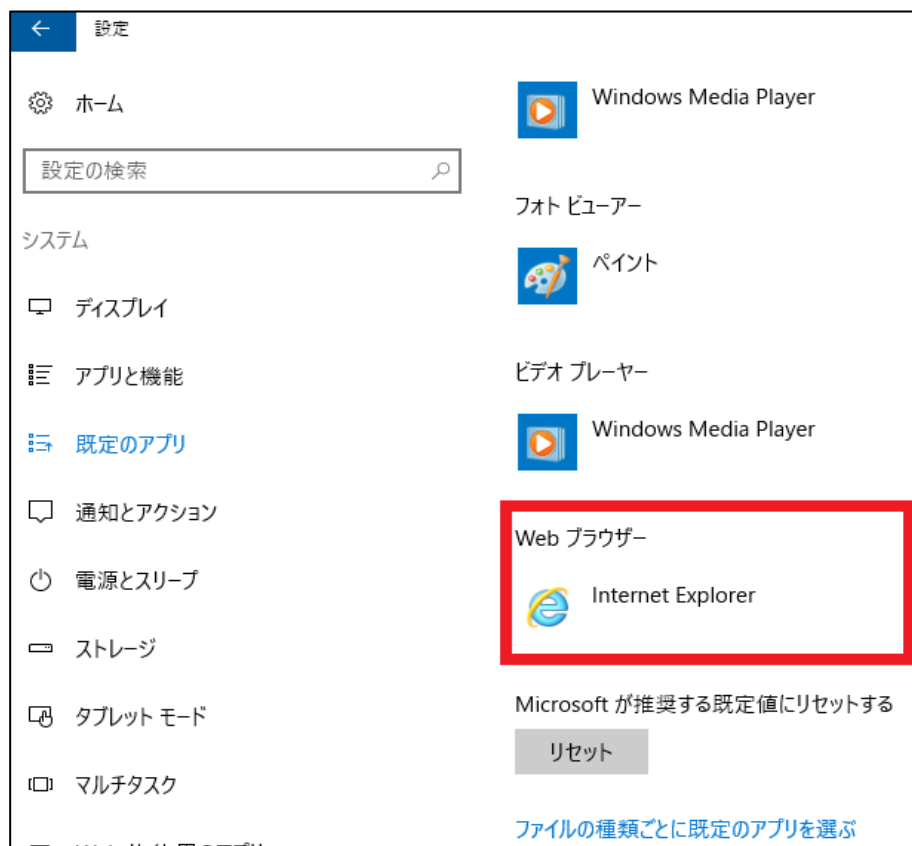 設定
ホーム
設定の検索
システム
ディスプレイ
アプリと機能
既定のアプリ
通知とアクション
電源とスリープ
ストレージ
タブレット モード
マルチタスク
Windows Media Player
フォト ビューアー
ペイント
ビデオ プレーヤー
Windows Media Player
Web ブラウザー
Internet Explorer
Microsoft が推奨する既定値にリセットする
リセット
ファイルの種類ごとに既定のアプリを選ぶ